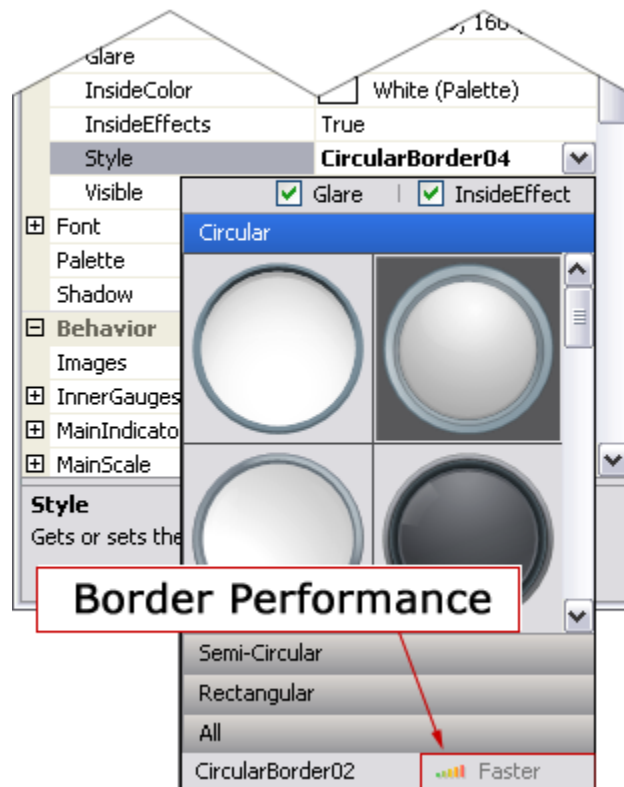 Glare
InsideColor White (Palette)
InsideEffects True
Style CircularBorder04
Visible Glare | InsideEffect
Font Circular
Palette
Shadow
Behavior
Images
InnerGauges
MainIndicato
MainScale
Style
Gets or sets the
Border Performance
Semi-Circular
Rectangular
All
CircularBorder02 Faster